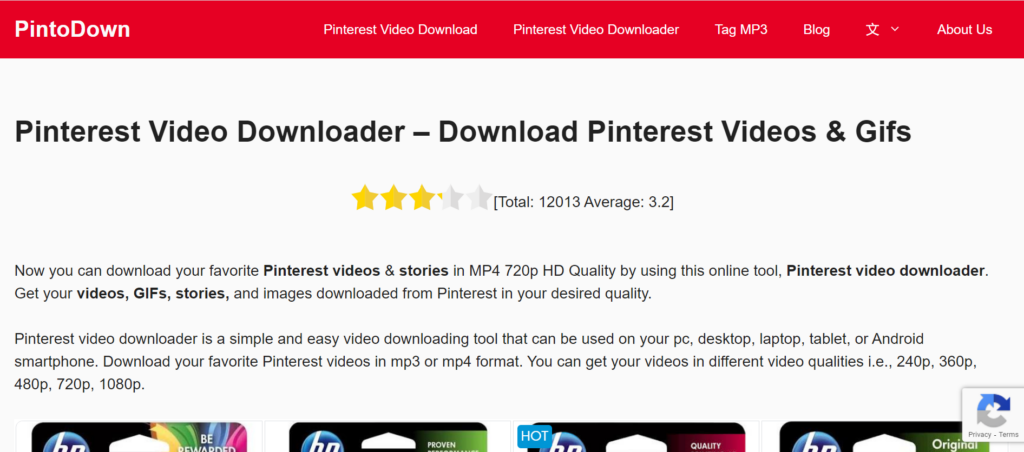 PintoDown
Pinterest Video Download
Pinterest Video Downloader
Tag MP3
Blog
文
About Us
Pinterest Video Downloader – Download Pinterest Videos & Gifs
[Total: 12013 Average: 3.2]
Now you can download your favorite Pinterest videos & stories in MP4 720p HD Quality by using this online tool, Pinterest video downloader.
Get your videos, GIFs, stories, and images downloaded from Pinterest in your desired quality.
Pinterest video downloader is a simple and easy video downloading tool that can be used on your pc, desktop, laptop, tablet, or Android
smartphone. Download your favorite Pinterest videos in mp3 or mp4 format. You can get your videos in different video qualities i.e., 240p, 360p,
480p, 720p, 1080p.
hp
BE
REWARDED
hp
PROVEN
HOT
hp
QUALITY
hp
Original
Privacy - Terms